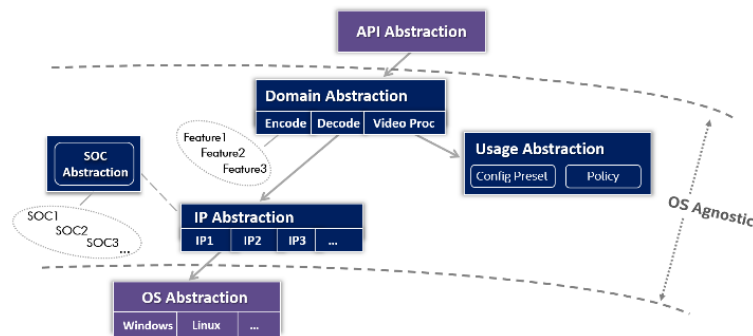 API Abstraction
Domain Abstraction
Encode Decode Video Proc
Feature1
Feature2
Feature3
Usage Abstraction
Config Preset Policy
SOC
Abstraction
SOC1
SOC2
SOC3...
IP Abstraction
IP1 IP2 IP3 ...
OS Agnostic
OS Abstraction
Windows Linux ...